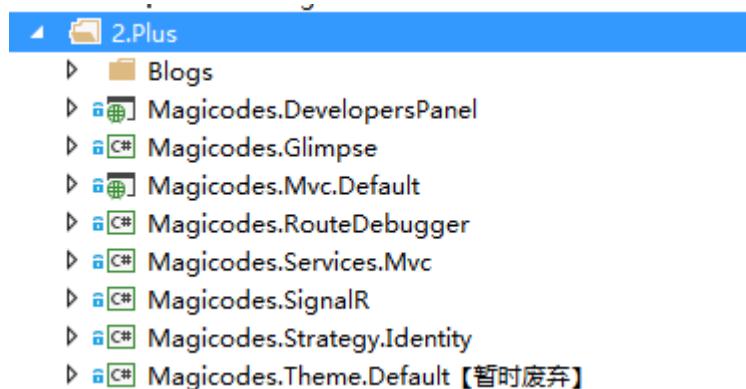 2.Plus
Blogs
Magicodes.DevelopersPanel
C# Magicodes.Glimpse
Magicodes.Mvc.Default
C# Magicodes.RouteDebugger
C# Magicodes.Services.Mvc
C# Magicodes.SignalR
C# Magicodes.Strategy.Identity
C# Magicodes.Theme.Default【暂时废弃】